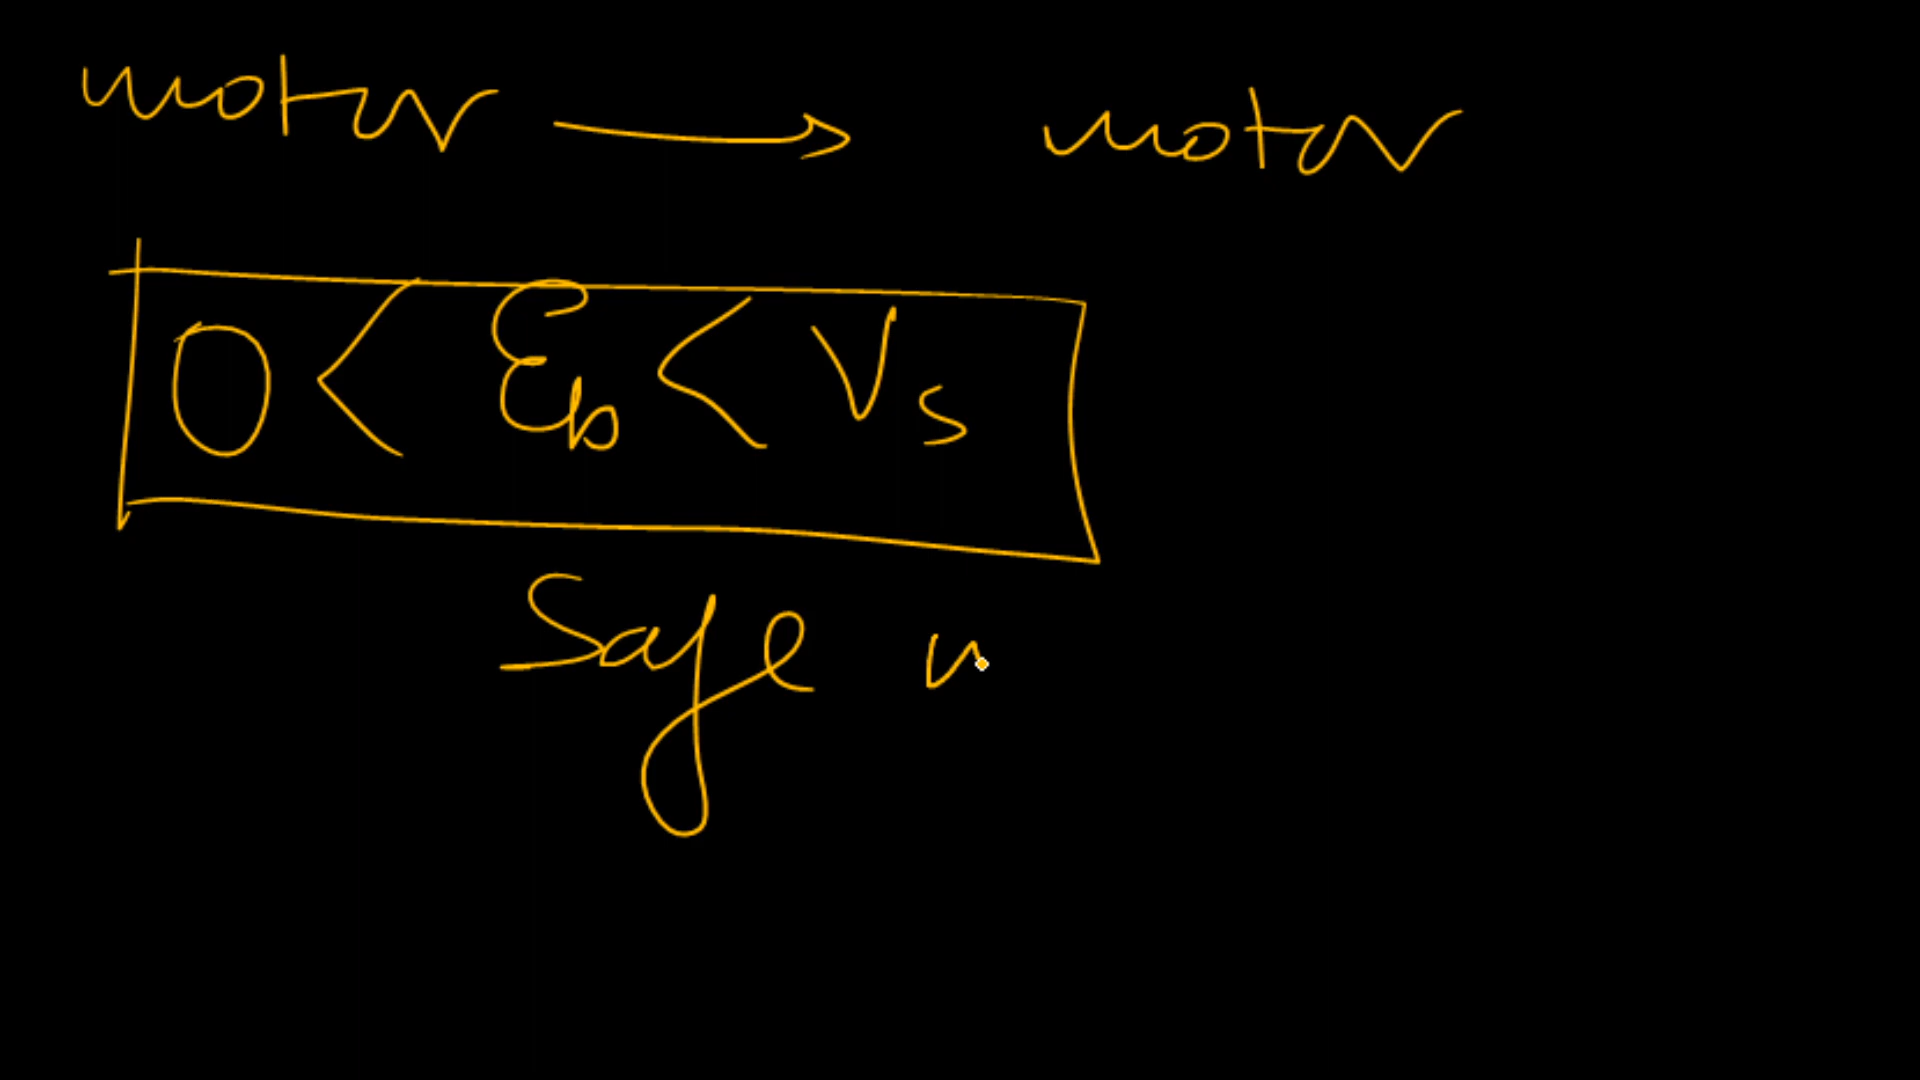 motor → motor
0 < Eb < Vs
Safe